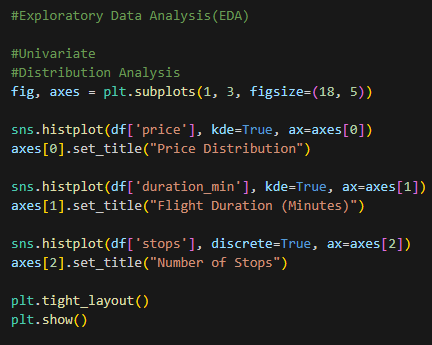 #Exploratory Data Analysis(EDA)
#Univariate
#Distribution Analysis
fig, axes = plt.subplots(1, 3, figsize=(18, 5))
sns.histplot(df['price'], kde=True, ax=axes[0])
axes[0].set_title("Price Distribution")
sns.histplot(df['duration_min'], kde=True, ax=axes[1])
axes[1].set_title("Flight Duration (Minutes)")
sns.histplot(df['stops'], discrete=True, ax=axes[2])
axes[2].set_title("Number of Stops")
plt.tight_layout()
plt.show()